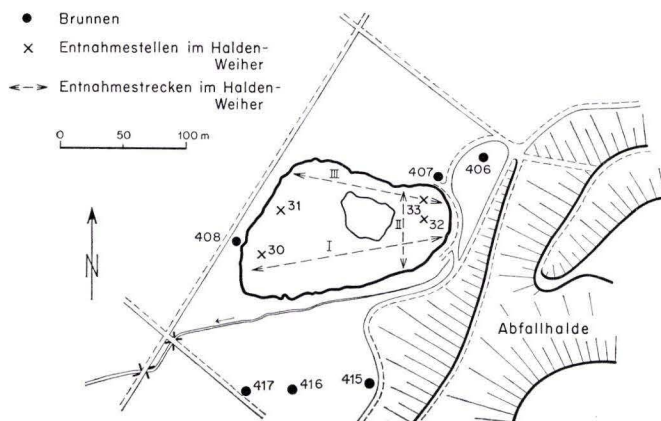 Brunnen
Entnahmestellen im Halden-
Weiher
Entnahmestrecken im Halden-
Weiher
0 50 100 m
407
406
III
33
31
II
32
408
I
30
N
Abfallhalde
417
416
415